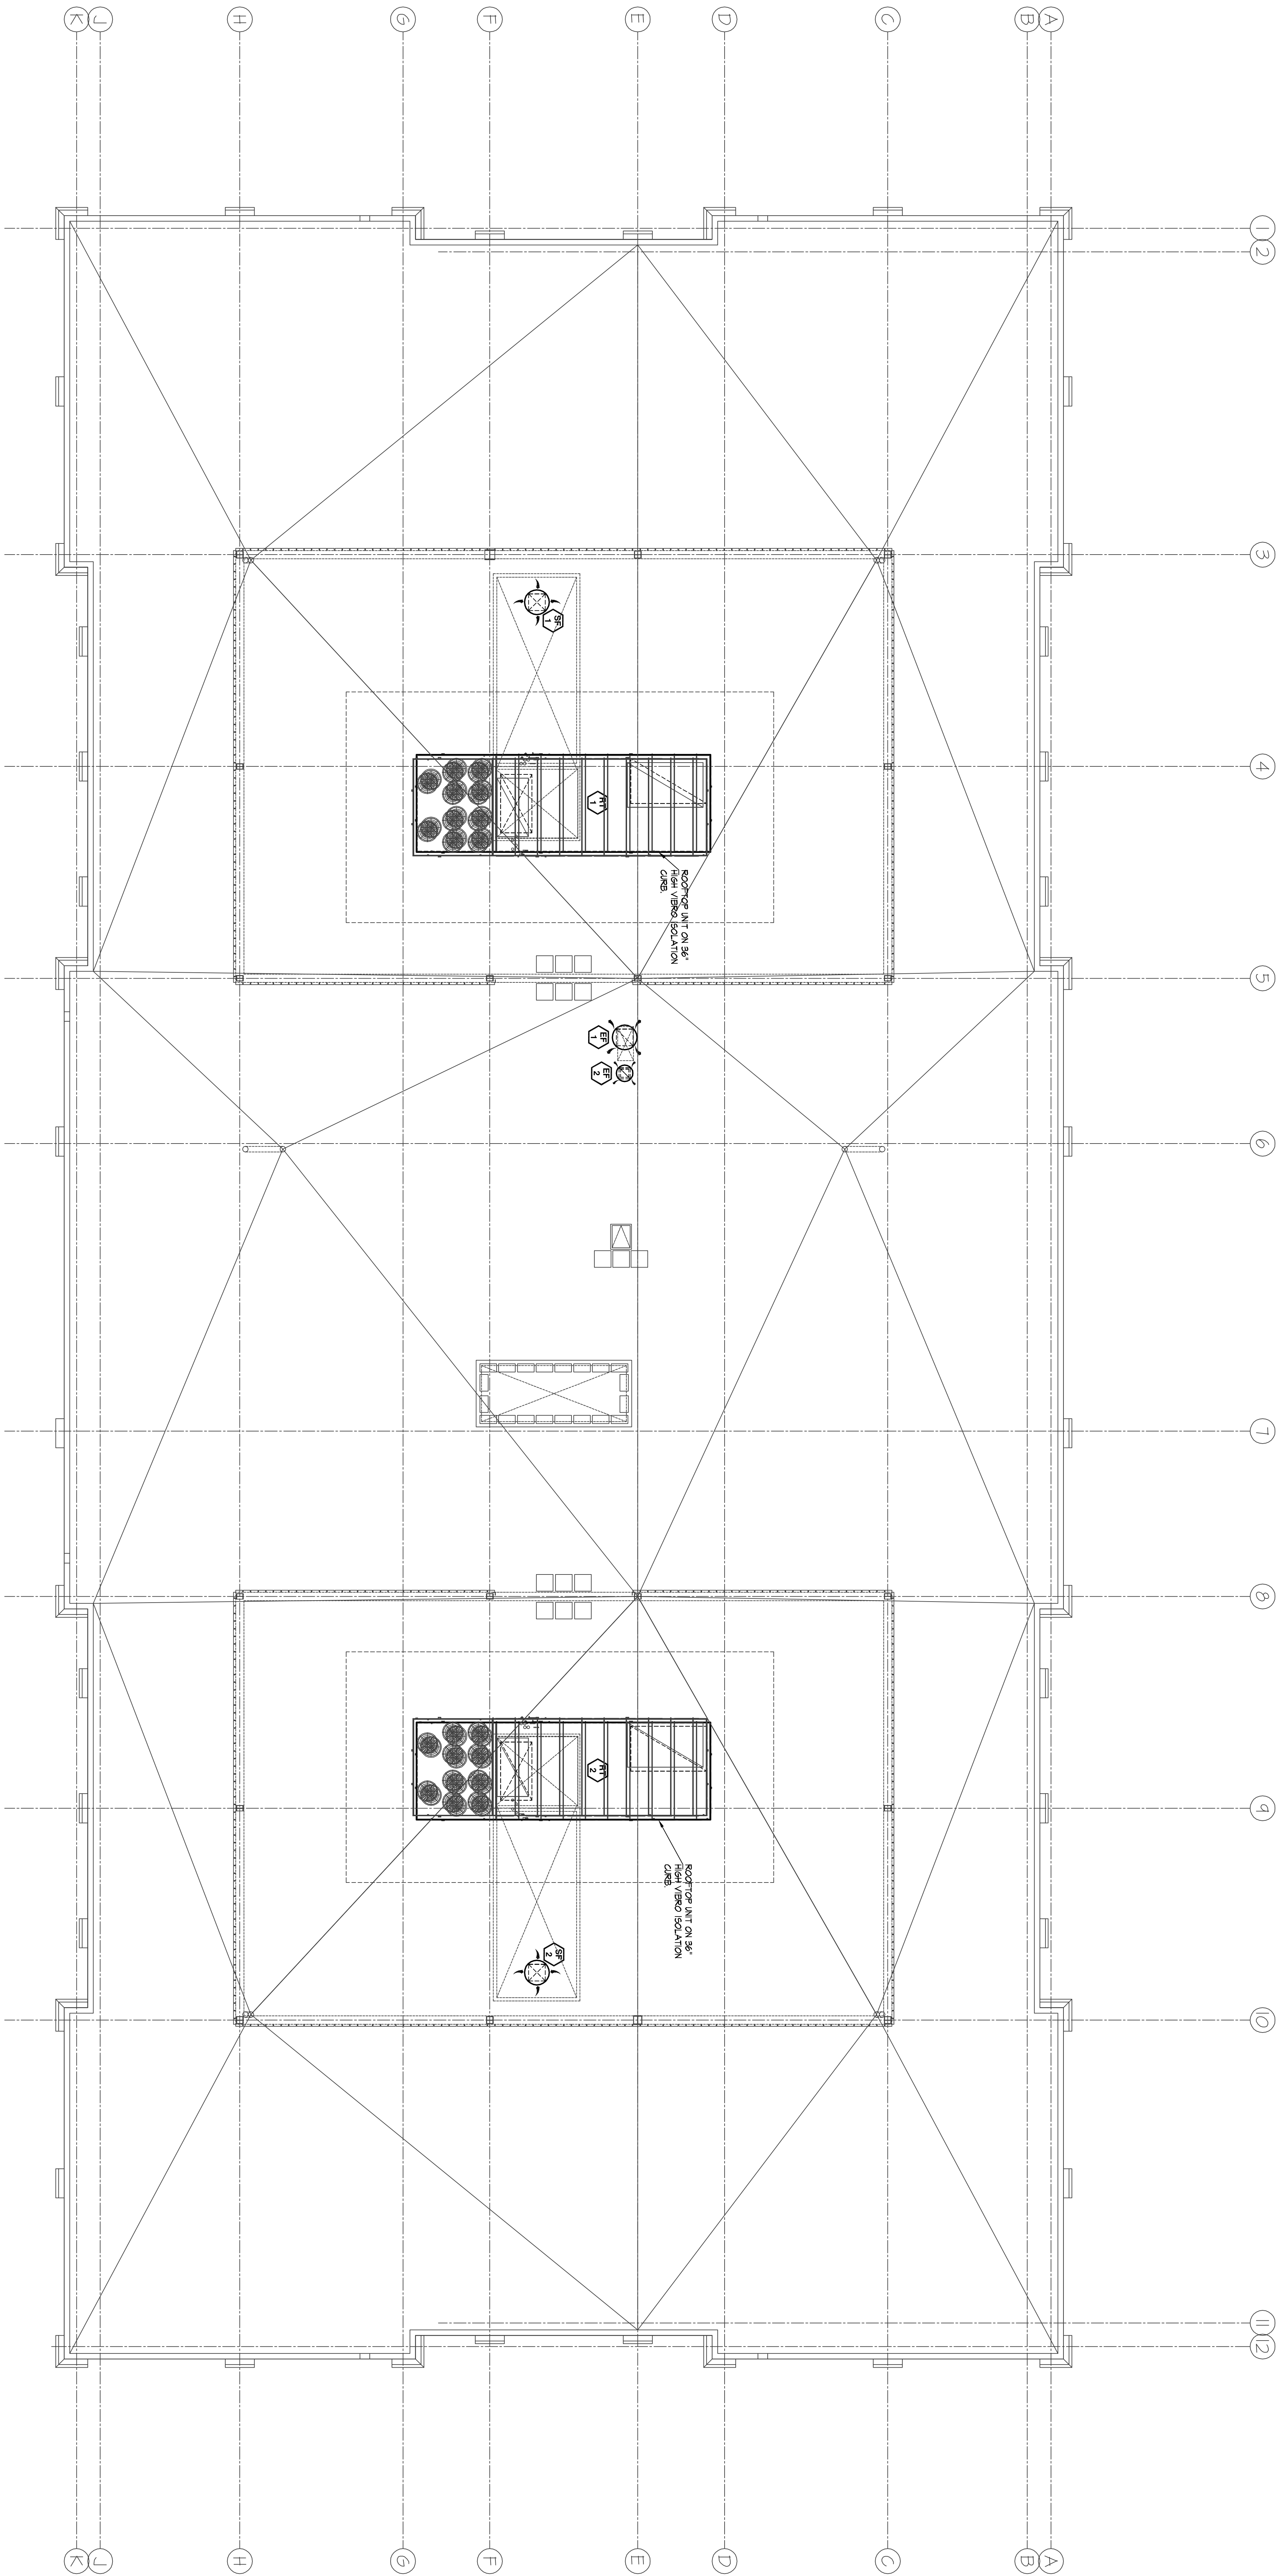 K
J
H
G
F
E
D
C
B
A
1
2
3
SF
1
4
RT
1
ROOFTOP UNIT ON 36"
HIGH VIBRO ISOLATION
CURB.
5
EF
1
EF
2
6
7
8
RT
2
9
ROOFTOP UNIT ON 36"
HIGH VIBRO ISOLATION
CURB.
SF
2
10
11
12
K
J
H
G
F
E
D
C
B
A